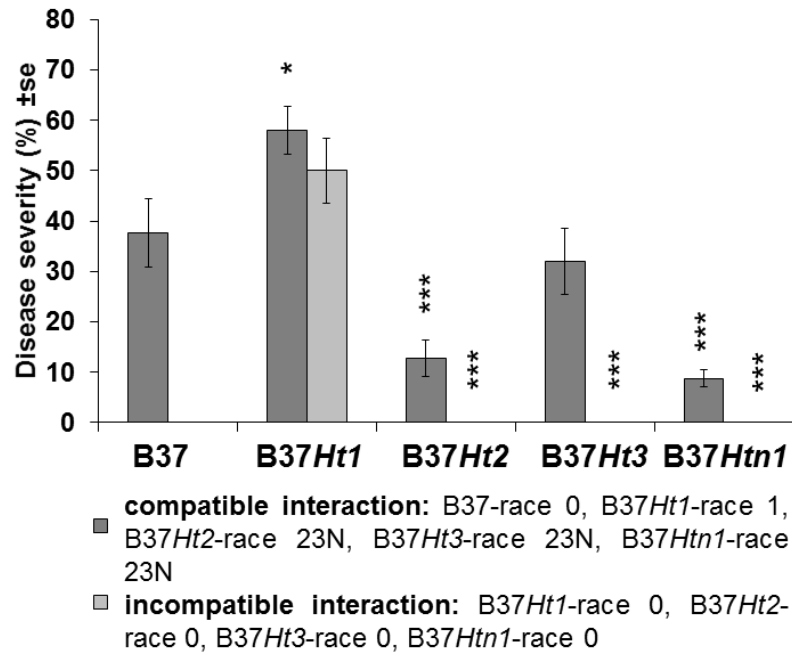 Disease severity (%) ±se
80
70
60
50
40
30
20
10
0
*
***
***
***
***
***
B37
B37Ht1
B37Ht2
B37Ht3
B37Htn1
compatible interaction: B37-race 0, B37Ht1-race 1,
B37Ht2-race 23N, B37Ht3-race 23N, B37Htn1-race
23N
incompatible interaction: B37Ht1-race 0, B37Ht2-
race 0, B37Ht3-race 0, B37Htn1-race 0